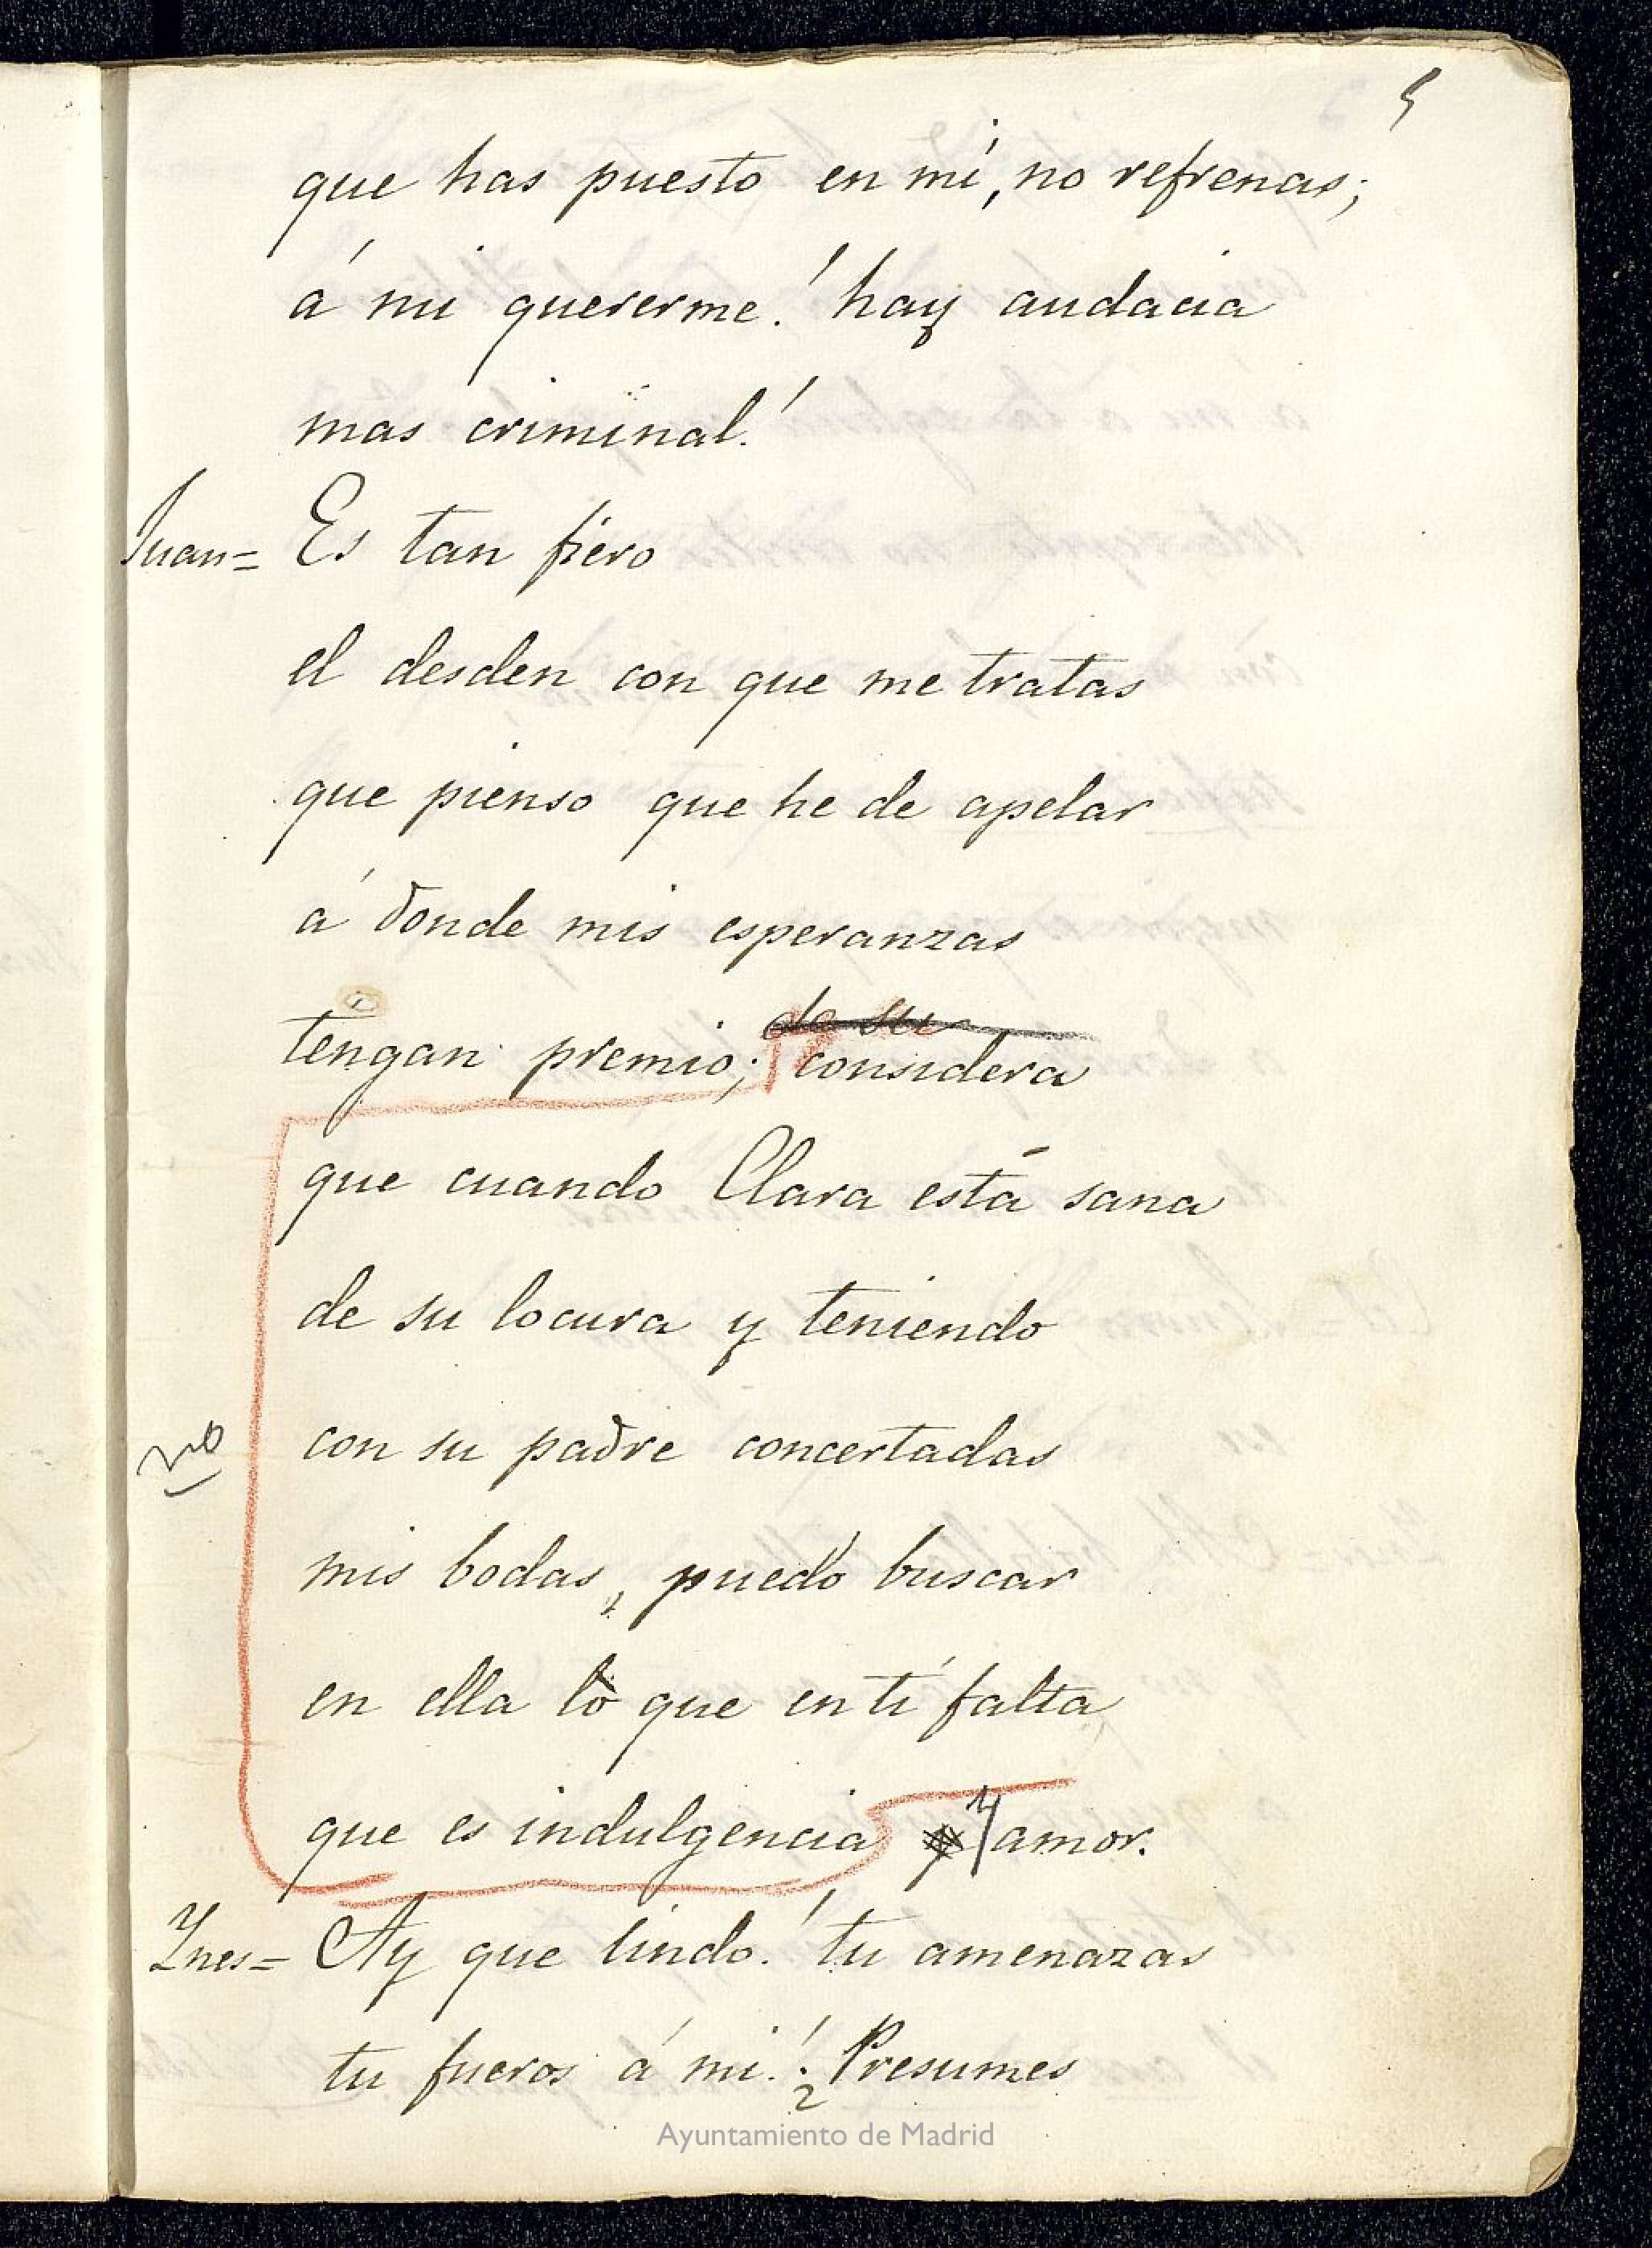 5
que has puesto en mí, no refrenas;
á mi quererme! hay audacia
mas criminal!
Juan= Es tan fiero
el desden con que me tratas
que pienso que he de apelar
á donde mis esperanzas
de su
tengan premio; considera
que cuando Clara está sana
de su locura y teniendo
no
con su padre concertadas
mis bodas, puedo buscar
en ella lo que en tí falta
que es indulgencia y amor.
Ynes= Ay que lindo! tu amenazas
tu fueros á mi! ¿Presumes
Ayuntamiento de Madrid